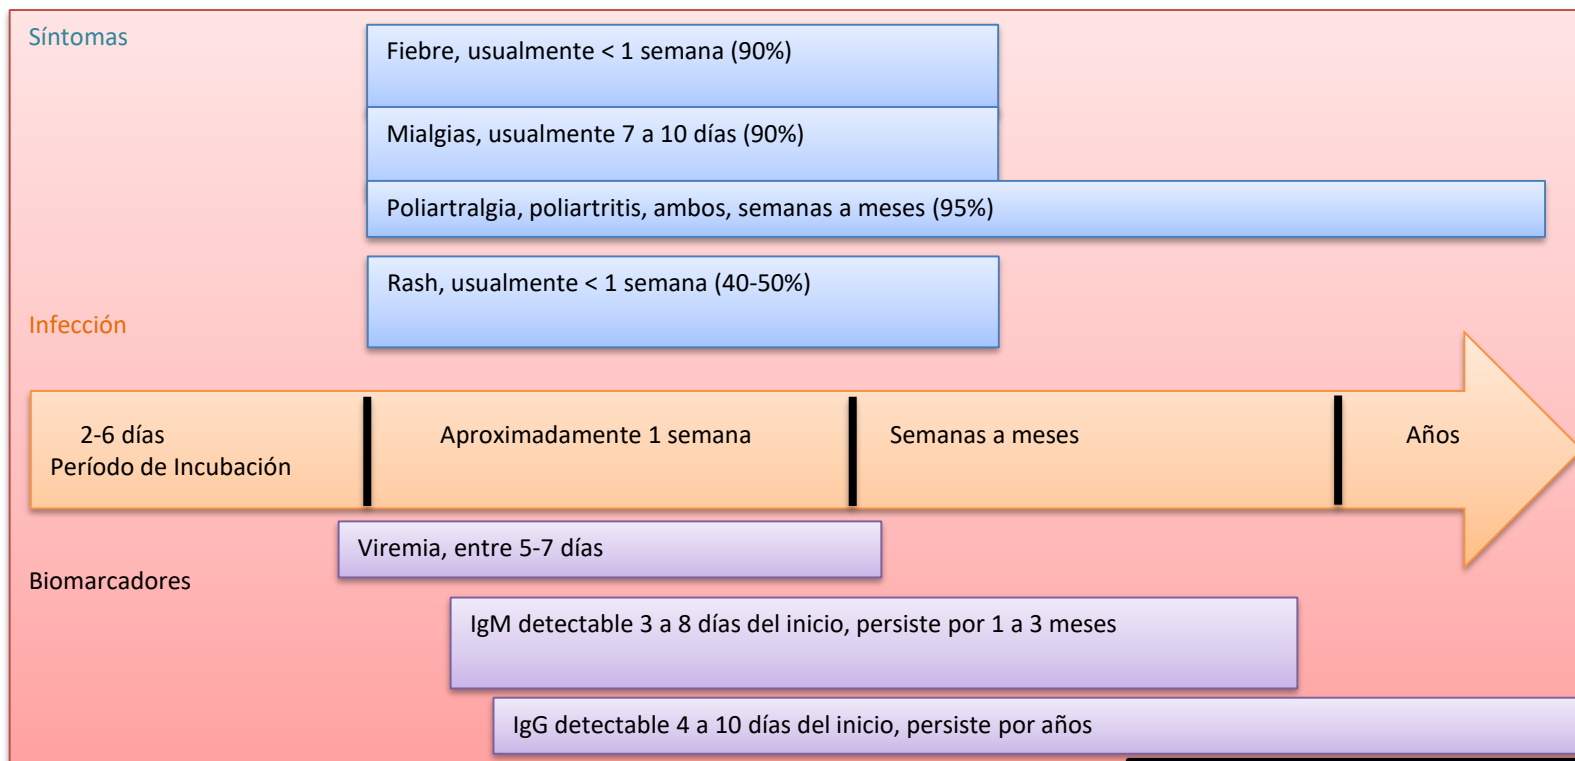 Síntomas
Fiebre, usualmente < 1 semana (90%)
Mialgias, usualmente 7 a 10 días (90%)
Poliartralgia, poliartritis, ambos, semanas a meses (95%)
Rash, usualmente < 1 semana (40-50%)
Infección
2-6 días
Período de Incubación
Aproximadamente 1 semana
Semanas a meses
Años
Viremia, entre 5-7 días
Biomarcadores
IgM detectable 3 a 8 días del inicio, persiste por 1 a 3 meses
IgG detectable 4 a 10 días del inicio, persiste por años